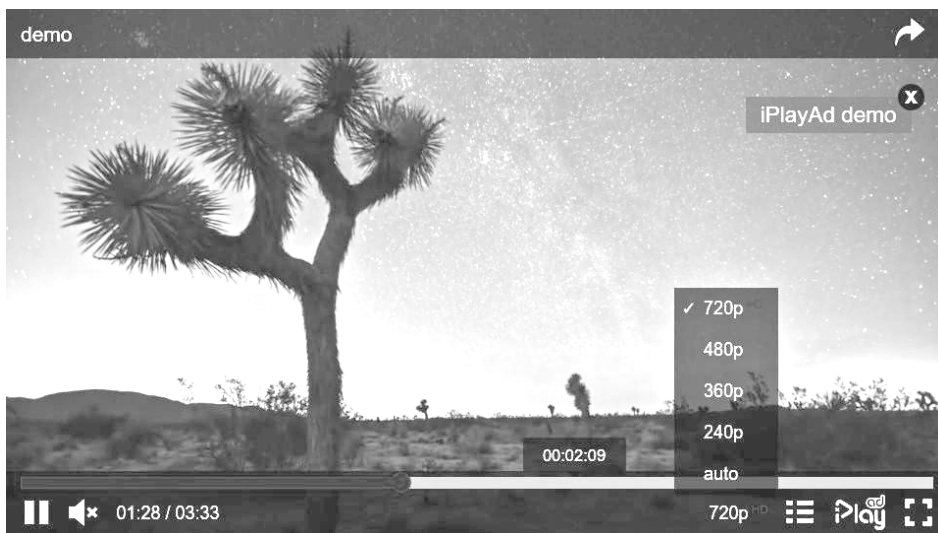 demo
iPlayAd demo
X
✓ 720p HD
480p
360p
240p
auto
00:02:09
01:28 / 03:33
720p HD
iPlay ad